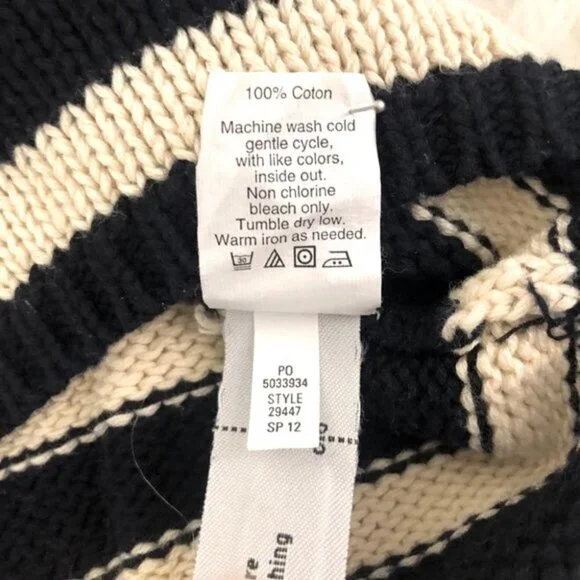 100% Coton
Machine wash cold
gentle cycle,
with like colors,
inside out.
Non chlorine
bleach only.
Tumble dry low.
Warm iron as needed.
30
PO
5033934
STYLE
29447
SP 12